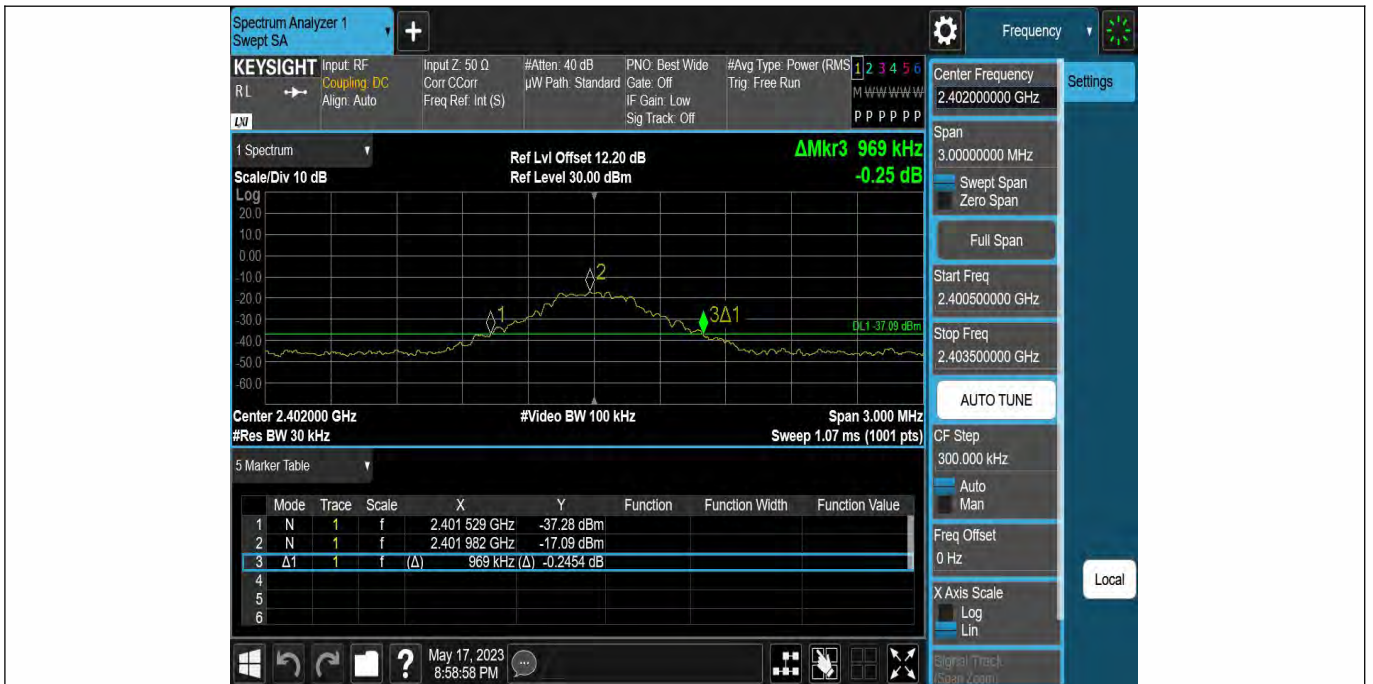 Spectrum Analyzer 1
Swept SA
+
Frequency
KEYSIGHT
RL
LXI
Input: RF
Coupling: DC
Align: Auto
Input Z: 50 Ω
Corr CCorr
Freq Ref: Int (S)
#Atten: 40 dB
µW Path: Standard
PNO: Best Wide
Gate: Off
IF Gain: Low
Sig Track: Off
#Avg Type: Power (RMS
Trig: Free Run
1 2 3 4 5 6
M W W W W W
P P P P P P
1 Spectrum
Scale/Div 10 dB
Ref Lvl Offset 12.20 dB
Ref Level 30.00 dBm
ΔMkr3 969 kHz
-0.25 dB
Log
20.0
10.0
0.00
-10.0
-20.0
-30.0
-40.0
-50.0
-60.0
1
2
3Δ1
DL1 -37.09 dBm
Center 2.402000 GHz
#Video BW 100 kHz
Span 3.000 MHz
#Res BW 30 kHz
Sweep 1.07 ms (1001 pts)
5 Marker Table
Mode Trace Scale X Y Function Function Width Function Value
1 N 1 f 2.401 529 GHz -37.28 dBm
2 N 1 f 2.401 982 GHz -17.09 dBm
3 Δ1 1 f (Δ) 969 kHz (Δ) -0.2454 dB
4
5
6
?
May 17, 2023
8:58:58 PM
Center Frequency
2.402000000 GHz
Settings
Span
3.00000000 MHz
Swept Span
Zero Span
Full Span
Start Freq
2.400500000 GHz
Stop Freq
2.403500000 GHz
AUTO TUNE
CF Step
300.000 kHz
Auto
Man
Freq Offset
0 Hz
X Axis Scale
Log
Lin
Signal Track
(Span Zoom)
Local